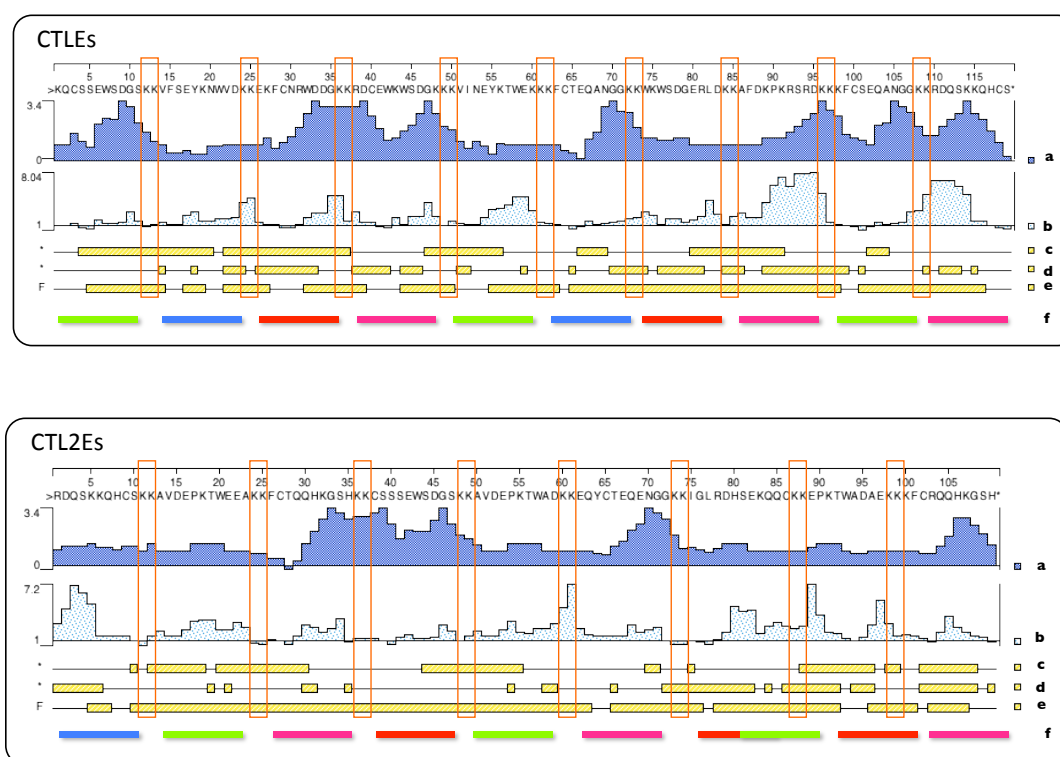 CTLEs
5 10 15 20 25 30 35 40 45 50 55 60 65 70 75 80 85 90 95 100 105 110 115
>KQCSSEWSDGSKKVFSEYKNWVDKKEKFCNRWDDGKKRDCEWKWSDGKKKVINEYKTWEKKKFCTEQANGGKKWKWSDGERLDKKAFDKPKRSRDKKKFCSEQANGGKKRDQSKKQHCS*
3.4
0
a
8.04
1
b
* c
* d
F e
f
CTL2Es
5 10 15 20 25 30 35 40 45 50 55 60 65 70 75 80 85 90 95 100 105
>RDQSKKQHCSKKAVDEPKTWEEAKKFCTQQHKGSHKKCSSSEWSDGSKKAVDEPKTWADKKEQYCTEQENGGKKIGLRDHSEKQQCKKEPKTWADAEKKKFCRQQHKGSH*
3.4
0
a
7.2
1
b
* c
* d
F e
f